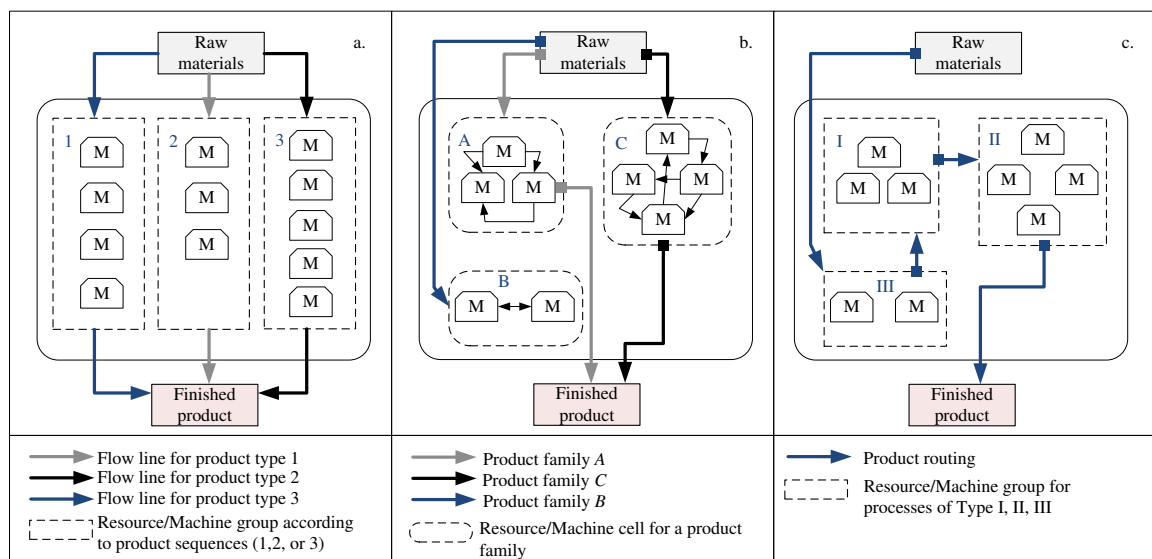 a.
Raw
materials
1
M
M
M
M
2
M
M
M
3
M
M
M
M
M
Finished
product
Flow line for product type 1
Flow line for product type 2
Flow line for product type 3
Resource/Machine group according
to product sequences (1,2, or 3)
b.
Raw
materials
A
M
M
M
C
M
M
M
M
B
M
M
Finished
product
Product family A
Product family C
Product family B
Resource/Machine cell for a product
family
c.
Raw
materials
I
M
M
M
II
M
M
M
M
III
M
M
Finished
product
Product routing
Resource/Machine group for
processes of Type I, II, III